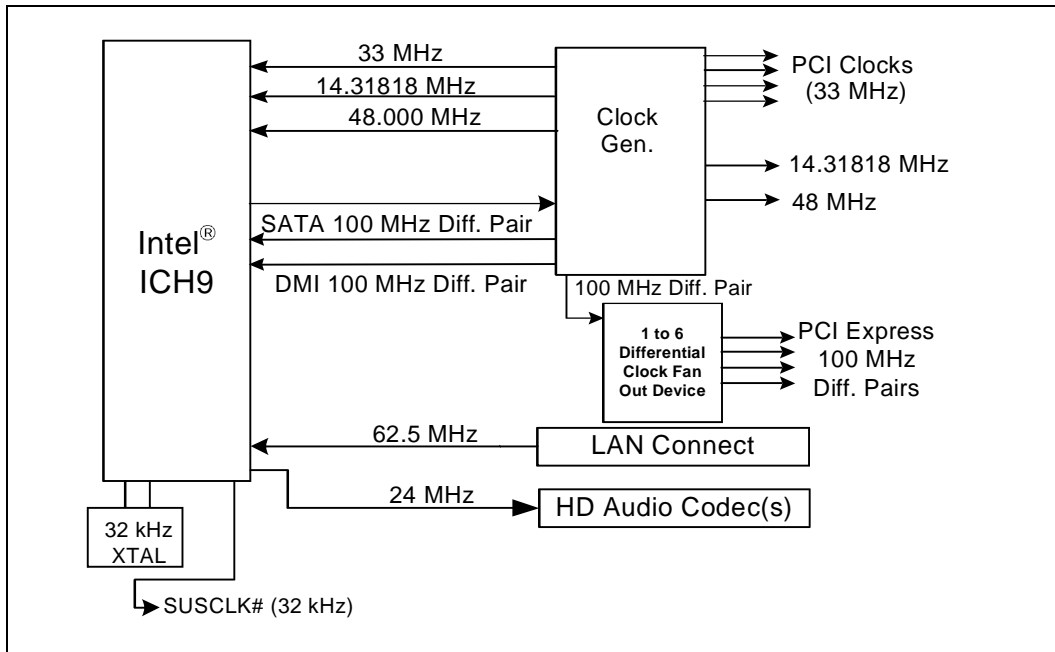 33 MHz
14.31818 MHz
48.000 MHz
Clock
Gen.
PCI Clocks
(33 MHz)
14.31818 MHz
48 MHz
Intel®
ICH9
SATA 100 MHz Diff. Pair
DMI 100 MHz Diff. Pair
100 MHz Diff. Pair
1 to 6
Differential
Clock Fan
Out Device
PCI Express
100 MHz
Diff. Pairs
62.5 MHz
LAN Connect
24 MHz
HD Audio Codec(s)
32 kHz
XTAL
SUSCLK# (32 kHz)